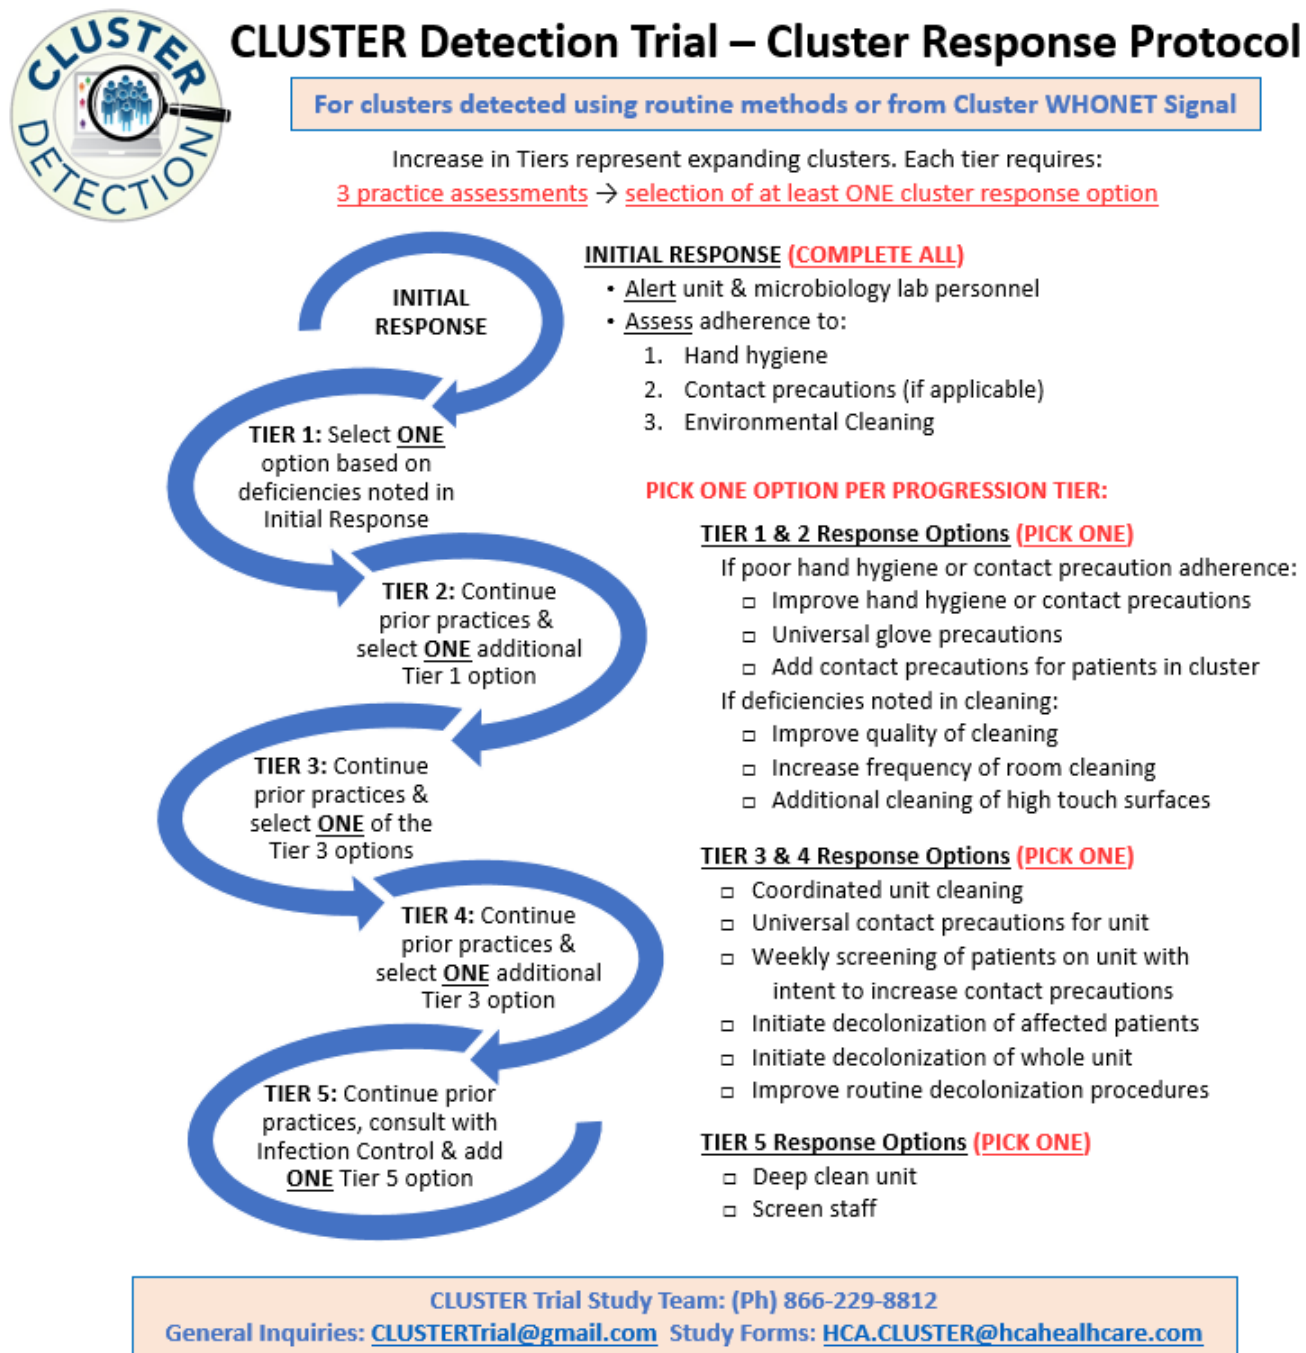 CLUSTER
DETECTION
CLUSTER Detection Trial – Cluster Response Protocol
For clusters detected using routine methods or from Cluster WHONET Signal
Increase in Tiers represent expanding clusters. Each tier requires:
3 practice assessments → selection of at least ONE cluster response option
INITIAL
RESPONSE
TIER 1: Select ONE
option based on
deficiencies noted in
Initial Response
TIER 2: Continue
prior practices &
select ONE additional
Tier 1 option
TIER 3: Continue
prior practices &
select ONE of the
Tier 3 options
TIER 4: Continue
prior practices &
select ONE additional
Tier 3 option
TIER 5: Continue prior
practices, consult with
Infection Control & add
ONE Tier 5 option
INITIAL RESPONSE (COMPLETE ALL)
• Alert unit & microbiology lab personnel
• Assess adherence to:
1. Hand hygiene
2. Contact precautions (if applicable)
3. Environmental Cleaning
PICK ONE OPTION PER PROGRESSION TIER:
TIER 1 & 2 Response Options (PICK ONE)
If poor hand hygiene or contact precaution adherence:
□ Improve hand hygiene or contact precautions
□ Universal glove precautions
□ Add contact precautions for patients in cluster
If deficiencies noted in cleaning:
□ Improve quality of cleaning
□ Increase frequency of room cleaning
□ Additional cleaning of high touch surfaces
TIER 3 & 4 Response Options (PICK ONE)
□ Coordinated unit cleaning
□ Universal contact precautions for unit
□ Weekly screening of patients on unit with
intent to increase contact precautions
□ Initiate decolonization of affected patients
□ Initiate decolonization of whole unit
□ Improve routine decolonization procedures
TIER 5 Response Options (PICK ONE)
□ Deep clean unit
□ Screen staff
CLUSTER Trial Study Team: (Ph) 866-229-8812
General Inquiries: CLUSTERTrial@gmail.com Study Forms: HCA.CLUSTER@hcahealhcare.com